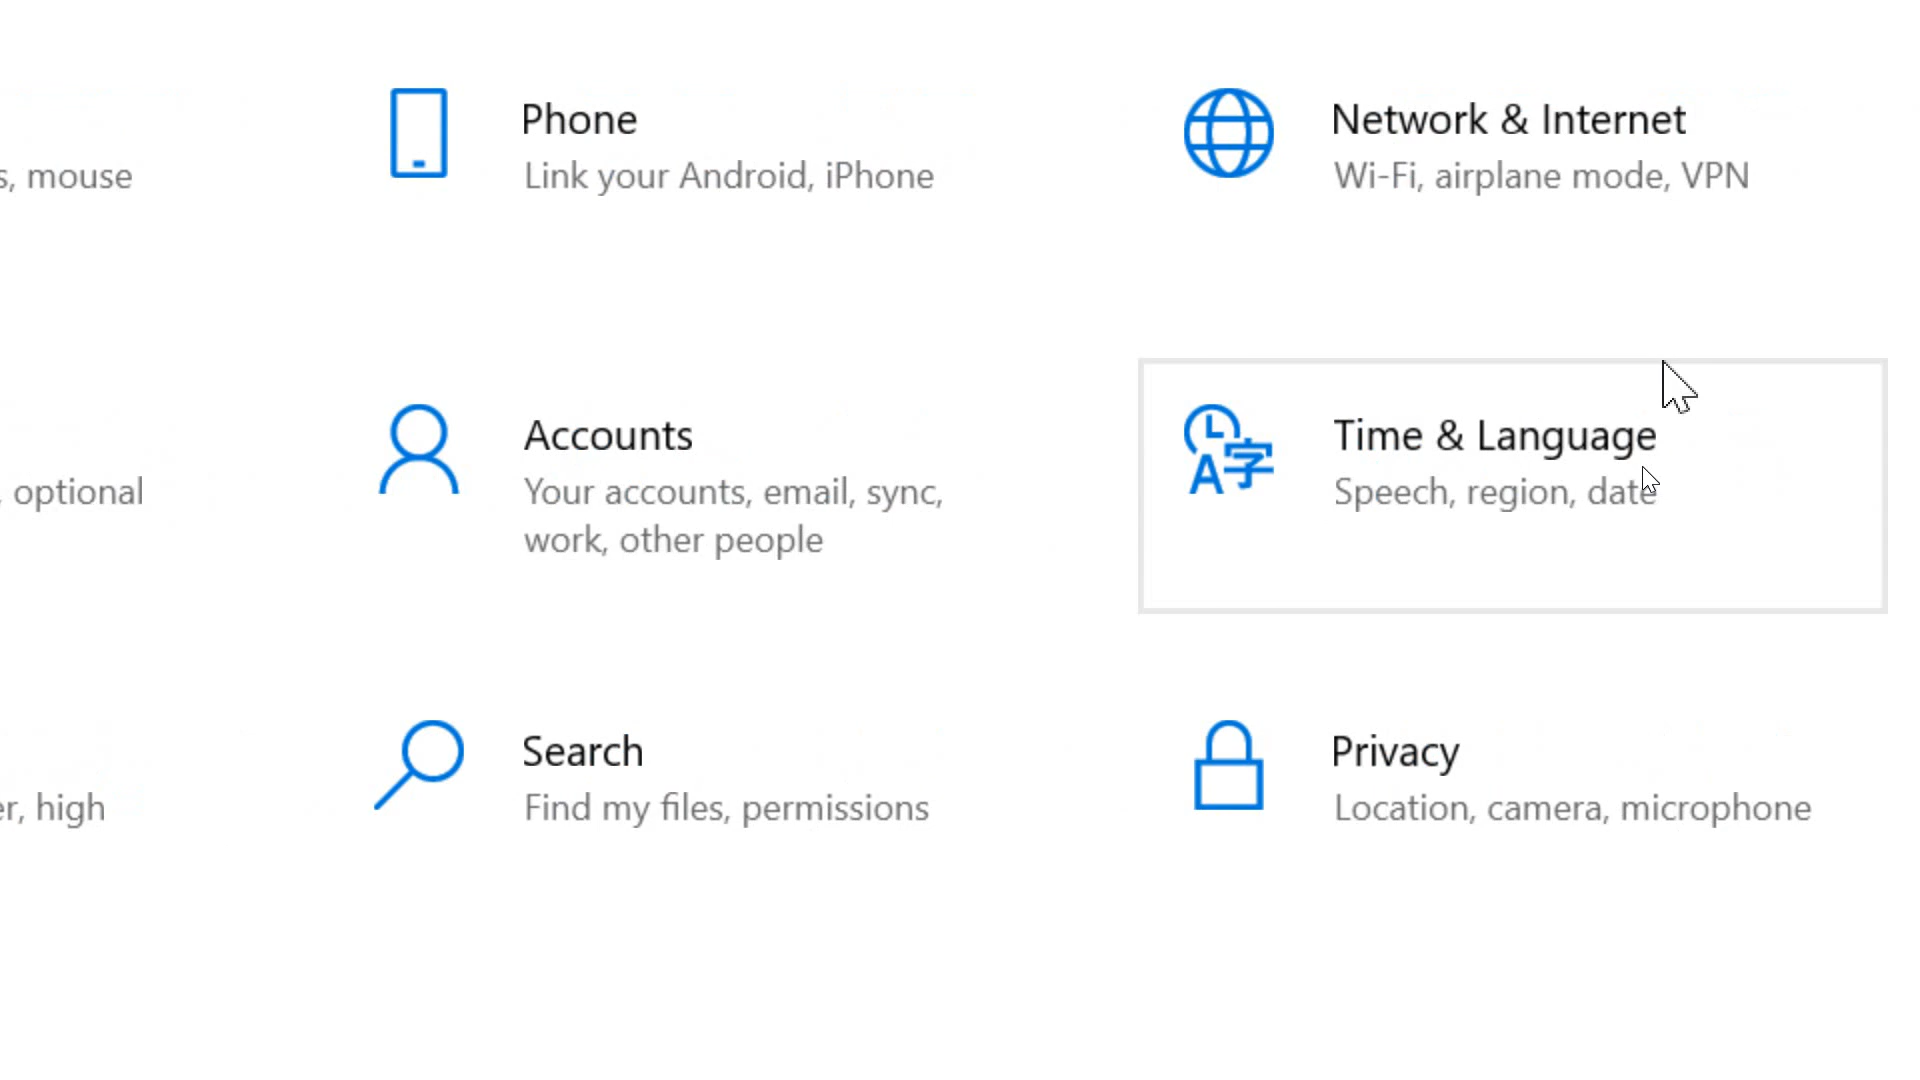 Phone
Network & Internet
s, mouse
Link your Android, iPhone
Wi-Fi, airplane mode, VPN
Accounts
Time & Language
, optional
Your accounts, email, sync,
work, other people
Speech, region, date
Search
Privacy
er, high
Find my files, permissions
Location, camera, microphone